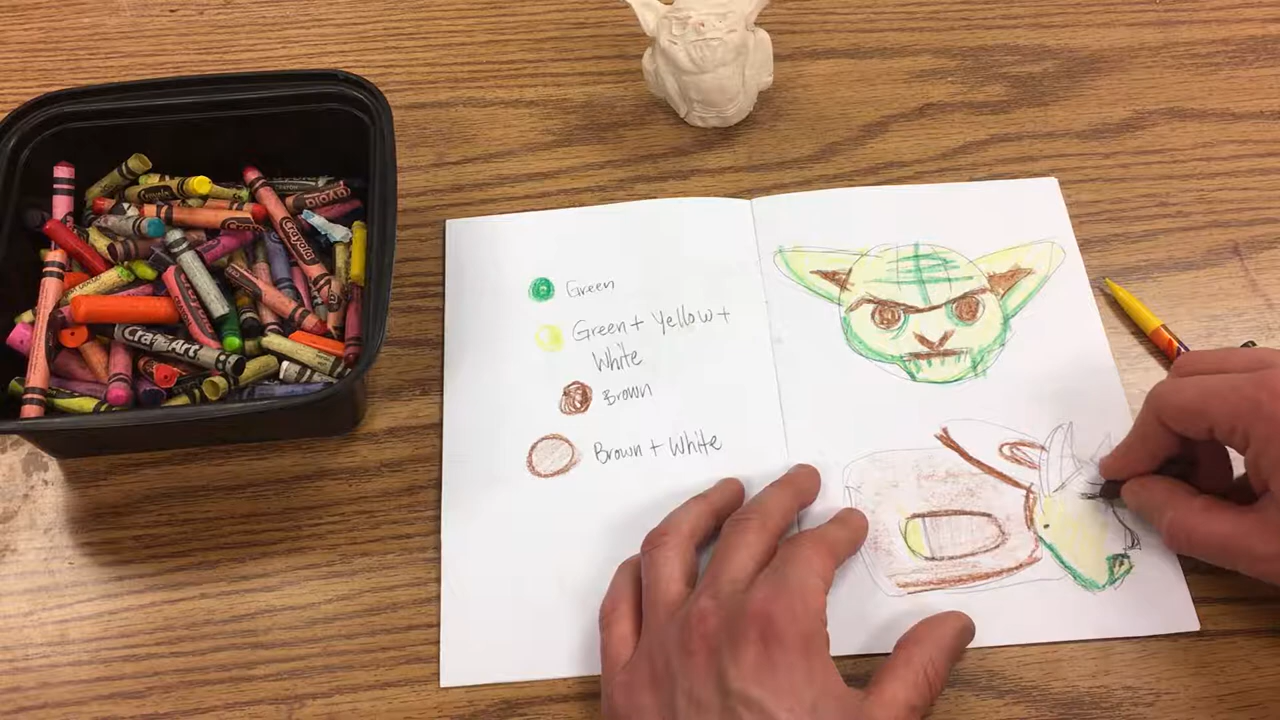 Green
Green + Yellow +
White
Brown
Brown + White
Crayola
Cra-Z-Art